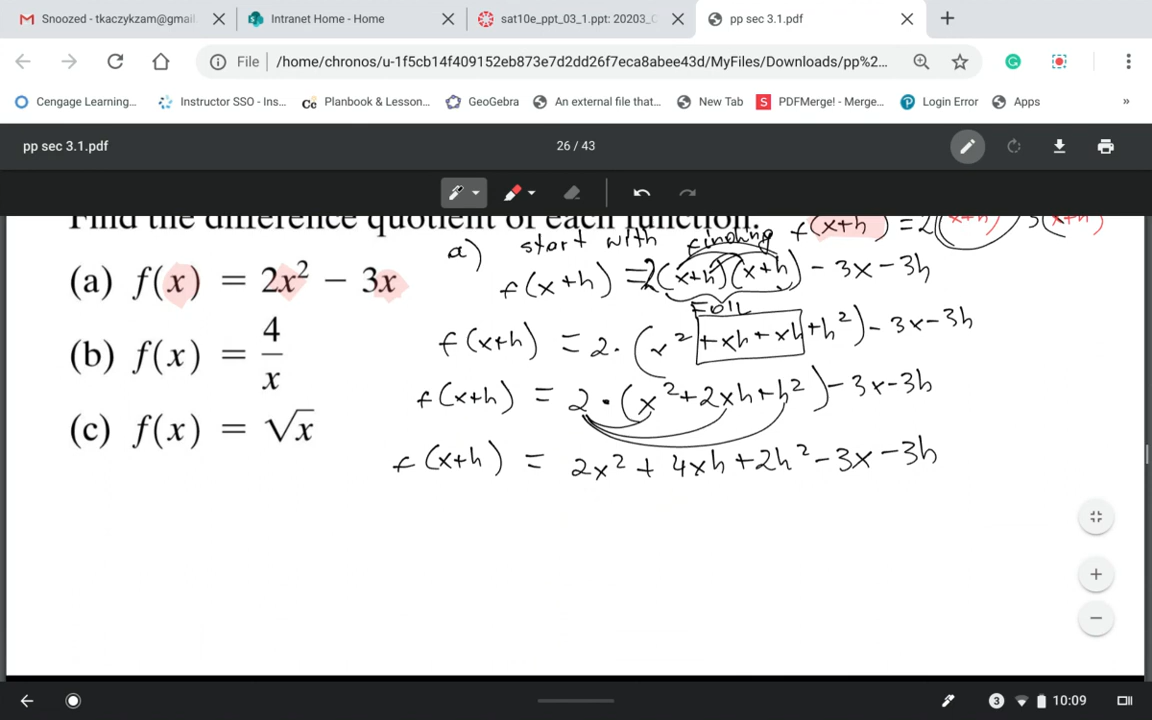 Snoozed - tkaczykzam@gmail
Intranet Home - Home
sat10e_ppt_03_1.ppt: 20203_
pp sec 3.1.pdf
File | /home/chronos/u-1f5cb14f409152eb873e7d2dd26f7eca8abee43d/MyFiles/Downloads/pp%2...
Cengage Learning...
Instructor SSO - Ins...
Cc Planbook & Lesson...
GeoGebra
An external file that...
New Tab
S PDFMerge! - Merge...
Login Error
Apps
»
pp sec 3.1.pdf
26 / 43
Find the difference quotient of each function.
f(x+h) = 2(x+h) 3(x+h)
a) start with finding
(a) f(x) = 2x² − 3x
f(x+h) = 2(x+h)(x+h) - 3x - 3h
FOIL
f(x+h) = 2·(x² + xh + xh + h²) - 3x - 3h
(b) f(x) = 4/x
f(x+h) = 2·(x² + 2xh + h²) - 3x - 3h
(c) f(x) = √x
f(x+h) = 2x² + 4xh + 2h² - 3x - 3h
3
10:09